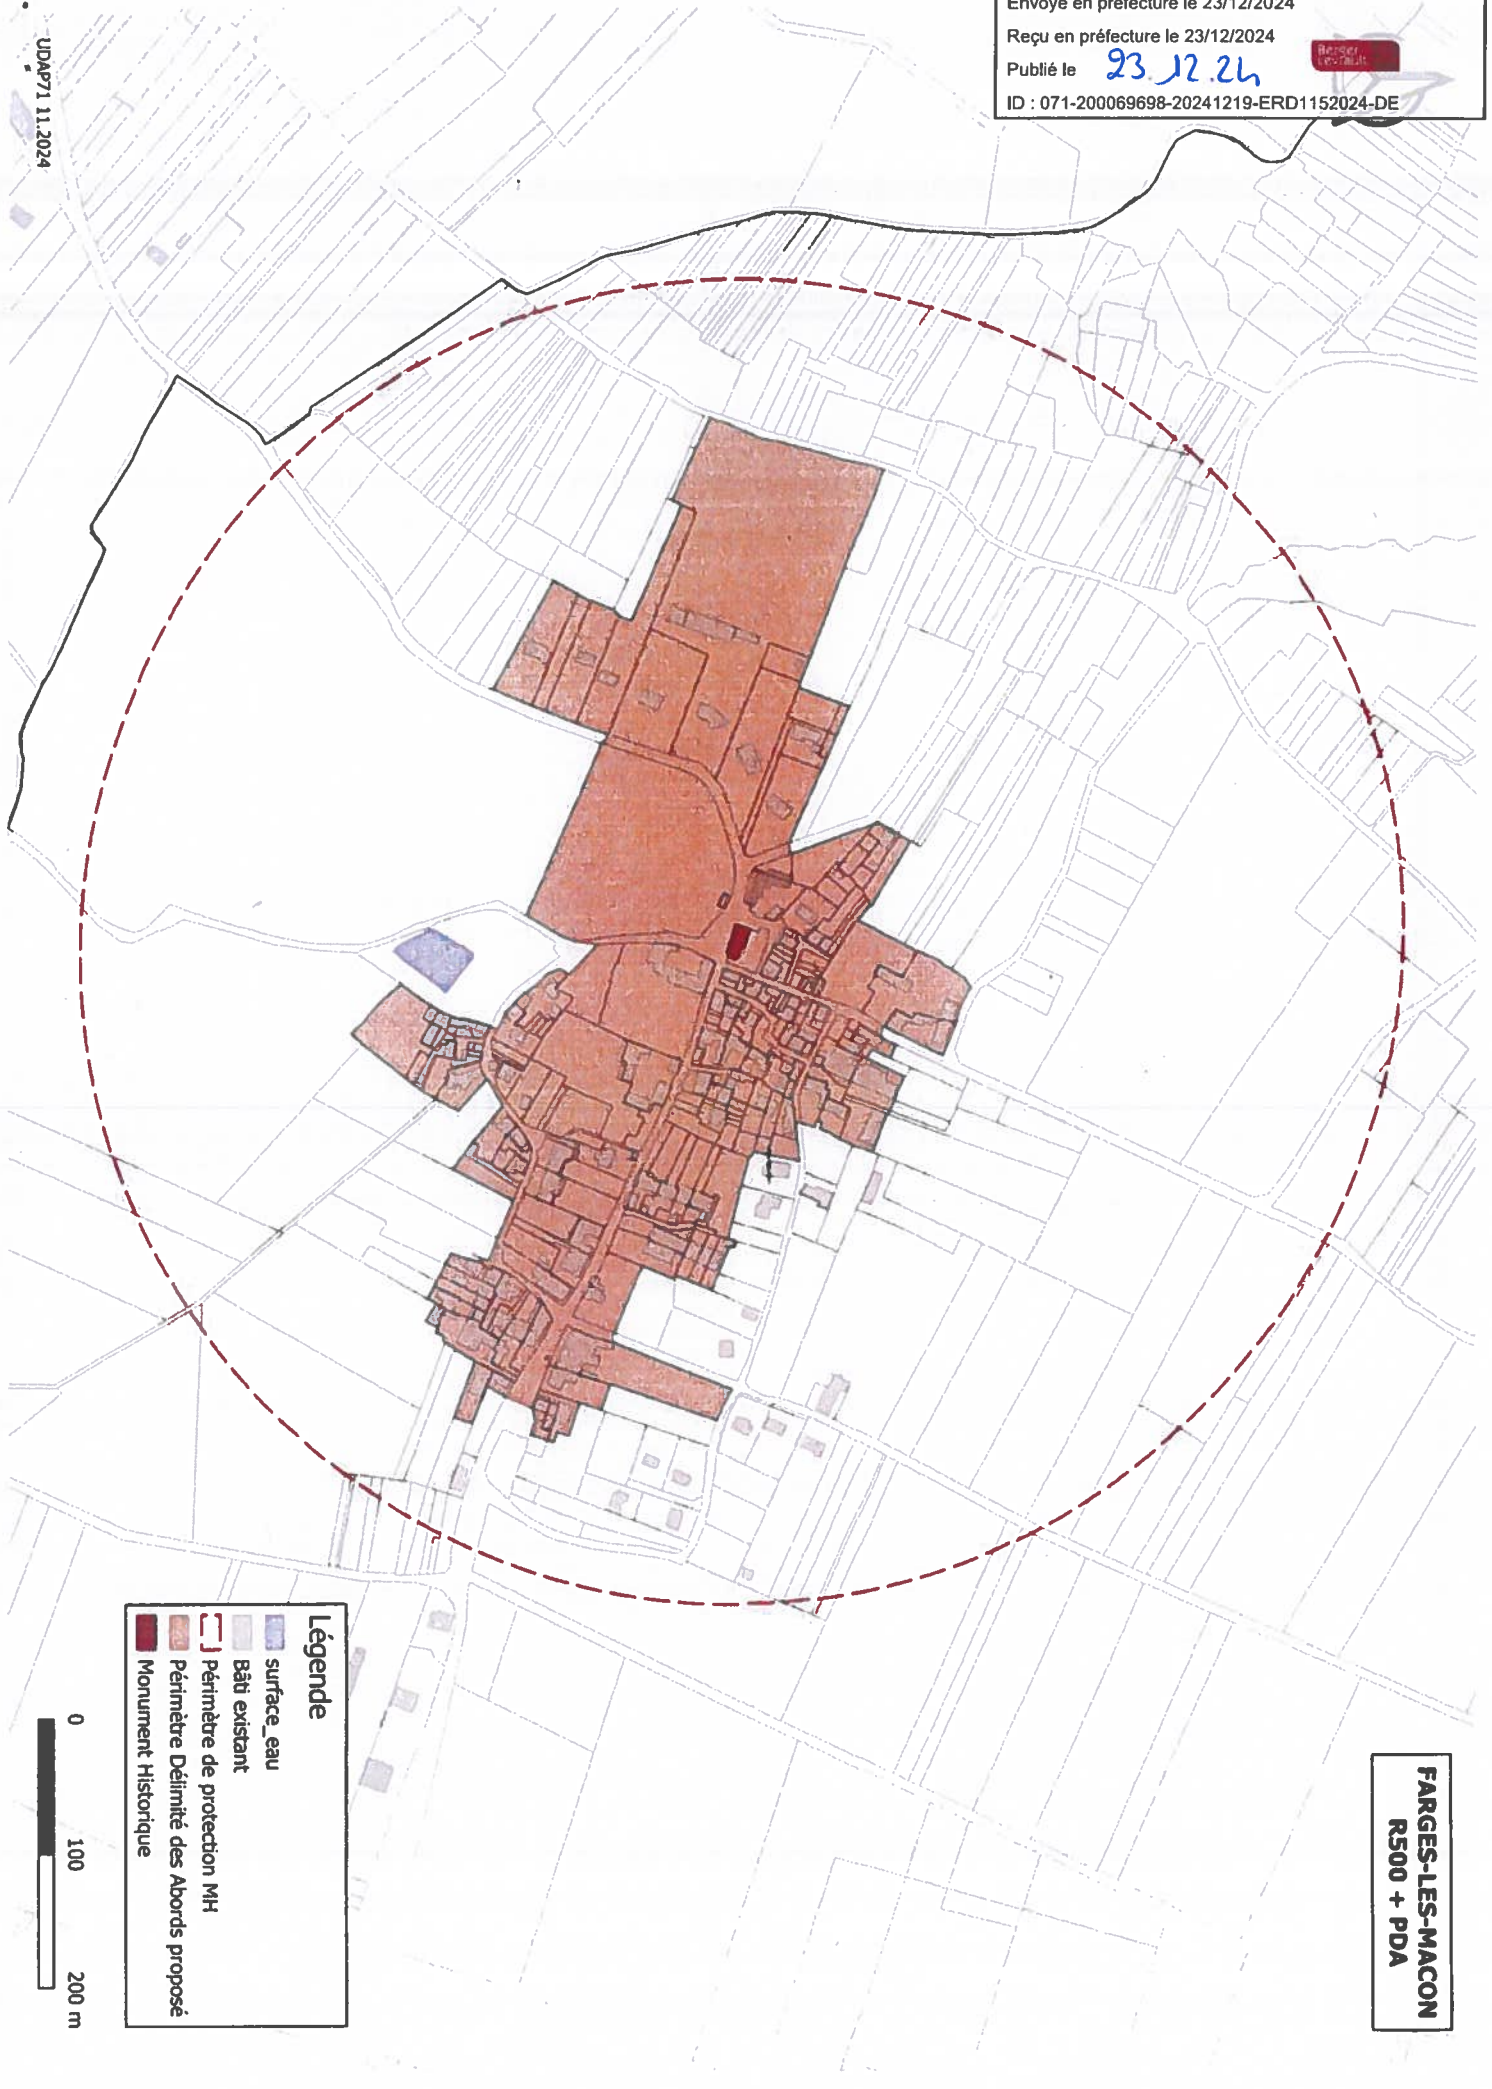 Envoyé en préfecture le 23/12/2024
Reçu en préfecture le 23/12/2024
Publié le 23.12.24
ID : 071-200069698-20241219-ERD1152024-DE
Berger
Levrault
UDAP71 11.2024
FARGES-LES-MACON
R500 + PDA
Légende
surface_eau
Bâti existant
Périmètre de protection MH
Périmètre Délimité des Abords proposé
Monument Historique
0 100 200 m